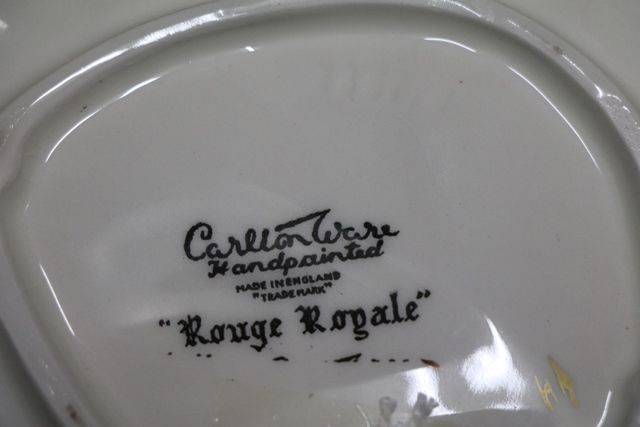 Carlton Ware
Handpainted
MADE IN ENGLAND
"TRADE MARK"
"Rouge Royale"